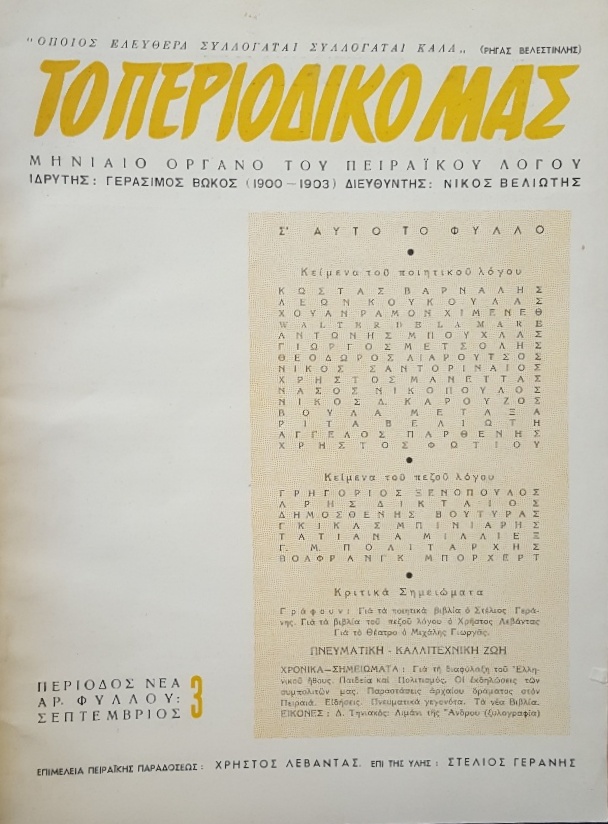 "ΟΠΟΙΟΣ ΕΛΕΥΘΕΡΑ ΣΥΛΛΟΓΑΤΑΙ ΣΥΛΛΟΓΑΤΑΙ ΚΑΛΑ„ (ΡΗΓΑΣ ΒΕΛΕΣΤΙΝΛΗΣ)
ΤΟ ΠΕΡΙΟΔΙΚΟ ΜΑΣ
ΜΗΝΙΑΙΟ ΟΡΓΑΝΟ ΤΟΥ ΠΕΙΡΑΪΚΟΥ ΛΟΓΟΥ
ΙΔΡΥΤΗΣ: ΓΕΡΑΣΙΜΟΣ ΒΩΚΟΣ (1900—1903) ΔΙΕΥΘΥΝΤΗΣ: ΝΙΚΟΣ ΒΕΛΙΩΤΗΣ
Σ' ΑΥΤΟ ΤΟ ΦΥΛΛΟ
Κείμενα τοῦ ποιητικοῦ λόγου
ΚΩΣΤΑΣ ΒΑΡΝΑΛΗΣ
ΛΕΩΝ ΚΟΥΚΟΥΛΑΣ
ΧΟΥΑΝ ΡΑΜΟΝ ΧΙΜΕΝΕΘ
WALTER DE LA MARE
ΑΝΤΩΝΗΣ ΜΠΟΥΧΛΑΣ
ΓΙΩΡΓΟΣ ΜΕΤΣΟΛΗΣ
ΘΕΟΔΩΡΟΣ ΛΙΑΡΟΥΤΣΟΣ
ΝΙΚΟΣ ΣΑΝΤΟΡΙΝΑΙΟΣ
ΧΡΗΣΤΟΣ ΜΑΝΕΤΤΑΣ
ΝΑΣΟΣ ΝΙΚΟΠΟΥΛΟΣ
ΝΙΚΟΣ Δ. ΚΑΡΟΥΖΟΣ
ΒΟΥΛΑ ΜΕΤΑΞΑ
ΡΙΤΑ ΒΕΛΙΩΤΗ
ΑΓΓΕΛΟΣ ΠΑΡΘΕΝΗΣ
ΧΡΗΣΤΟΣ ΦΩΤΙΟΥ
Κείμενα τοῦ πεζοῦ λόγου
ΓΡΗΓΟΡΙΟΣ ΞΕΝΟΠΟΥΛΟΣ
ΑΡΗΣ ΔΙΚΤΑΙΟΣ
ΔΗΜΟΣΘΕΝΗΣ ΒΟΥΤΥΡΑΣ
ΓΚΙΚΑΣ ΜΠΙΝΙΑΡΗΣ
ΤΑΤΙΑΝΑ ΜΙΛΛΙΕΞ
Γ. Μ. ΠΟΛΙΤΑΡΧΗΣ
ΒΟΛΦΡΑΝΓΚ ΜΠΟΡΧΕΡΤ
Κριτικὰ Σημειώματα
Γράφουν: Γιὰ τὰ ποιητικὰ βιβλία ὁ Στέλιος Γερά-
νης. Γιὰ τὰ βιβλία τοῦ πεζοῦ λόγου ὁ Χρῆστος Λεβάντας
Γιὰ τὸ Θέατρο ὁ Μιχάλης Γιωργᾶς.
ΠΝΕΥΜΑΤΙΚΗ - ΚΑΛΛΙΤΕΧΝΙΚΗ ΖΩΗ
ΧΡΟΝΙΚΑ—ΣΗΜΕΙΩΜΑΤΑ: Γιὰ τὴ διαφύλαξη τοῦ Ἑλλη-
νικοῦ ἤθους. Παιδεία καὶ Πολιτισμός. Οἱ ἐκδηλώσεις τῶν
συμπολιτῶν μας. Παραστάσεις ἀρχαίου δράματος στὸν
Πειραιᾶ. Εἰδήσεις. Πνευματικὰ γεγονότα. Τὰ νέα Βιβλία.
ΕΙΚΟΝΕΣ: Δ. Τηνιακός: Λιμάνι τῆς Ἄνδρου (ξυλογραφία)
ΠΕΡΙΟΔΟΣ ΝΕΑ
ΑΡ. ΦΥΛΛΟΥ: 3
ΣΕΠΤΕΜΒΡΙΟΣ
ΕΠΙΜΕΛΕΙΑ ΠΕΙΡΑΪΚΗΣ ΠΑΡΑΔΟΣΕΩΣ: ΧΡΗΣΤΟΣ ΛΕΒΑΝΤΑΣ. ΕΠΙ ΤΗΣ ΥΛΗΣ: ΣΤΕΛΙΟΣ ΓΕΡΑΝΗΣ